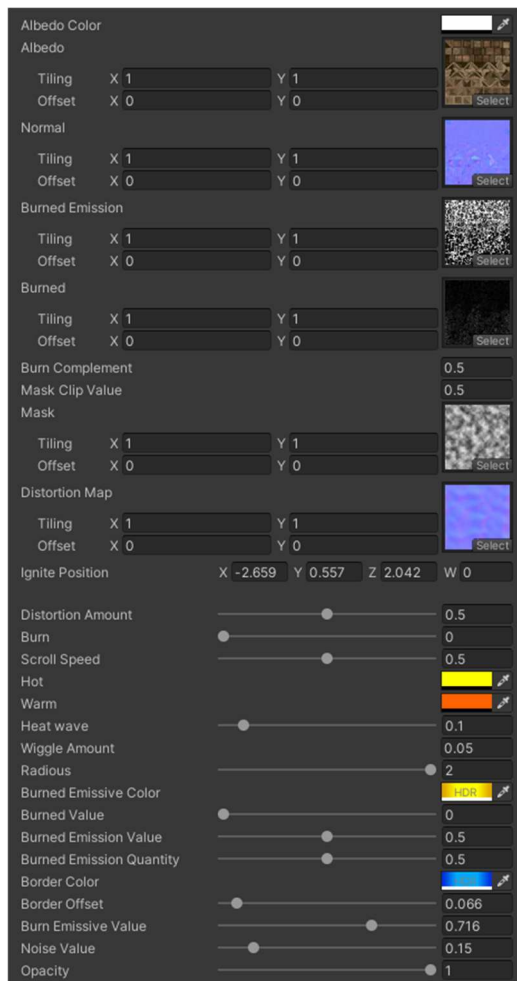 Albedo Color
Albedo
Tiling X 1 Y 1
Offset X 0 Y 0 Select
Normal
Tiling X 1 Y 1
Offset X 0 Y 0 Select
Burned Emission
Tiling X 1 Y 1
Offset X 0 Y 0 Select
Burned
Tiling X 1 Y 1
Offset X 0 Y 0 Select
Burn Complement 0.5
Mask Clip Value 0.5
Mask
Tiling X 1 Y 1
Offset X 0 Y 0 Select
Distortion Map
Tiling X 1 Y 1
Offset X 0 Y 0 Select
Ignite Position X -2.659 Y 0.557 Z 2.042 W 0
Distortion Amount 0.5
Burn 0
Scroll Speed 0.5
Hot
Warm
Heat wave 0.1
Wiggle Amount 0.05
Radious 2
Burned Emissive Color HDR
Burned Value 0
Burned Emission Value 0.5
Burned Emission Quantity 0.5
Border Color
Border Offset 0.066
Burn Emissive Value 0.716
Noise Value 0.15
Opacity 1